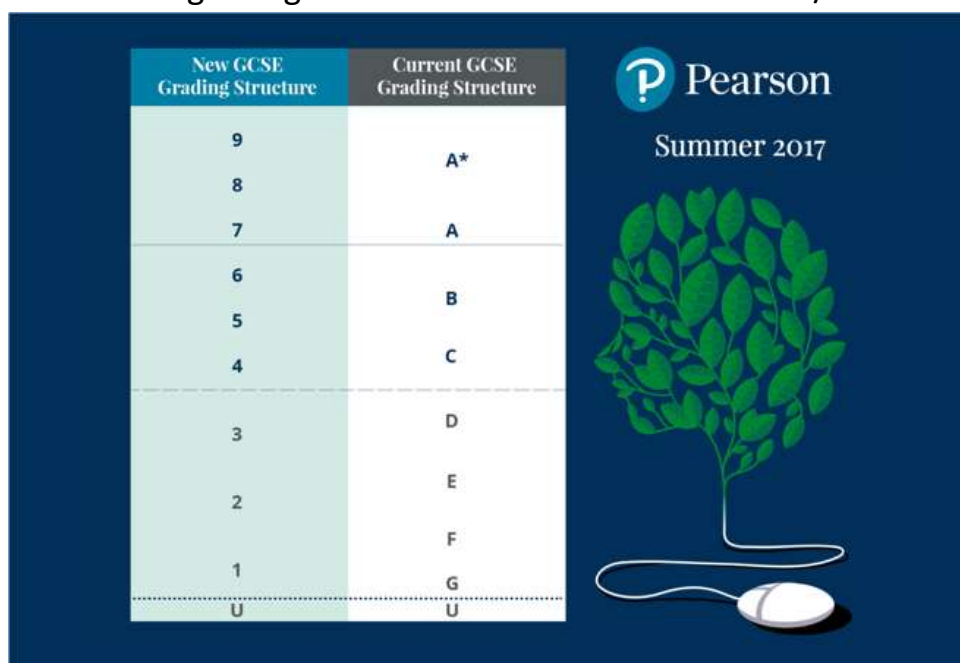 New GCSE
Grading Structure
Current GCSE
Grading Structure
Pearson
Summer 2017
9
A*
8
7
A
6
B
5
4
C
D
3
E
2
F
1
G
U
U